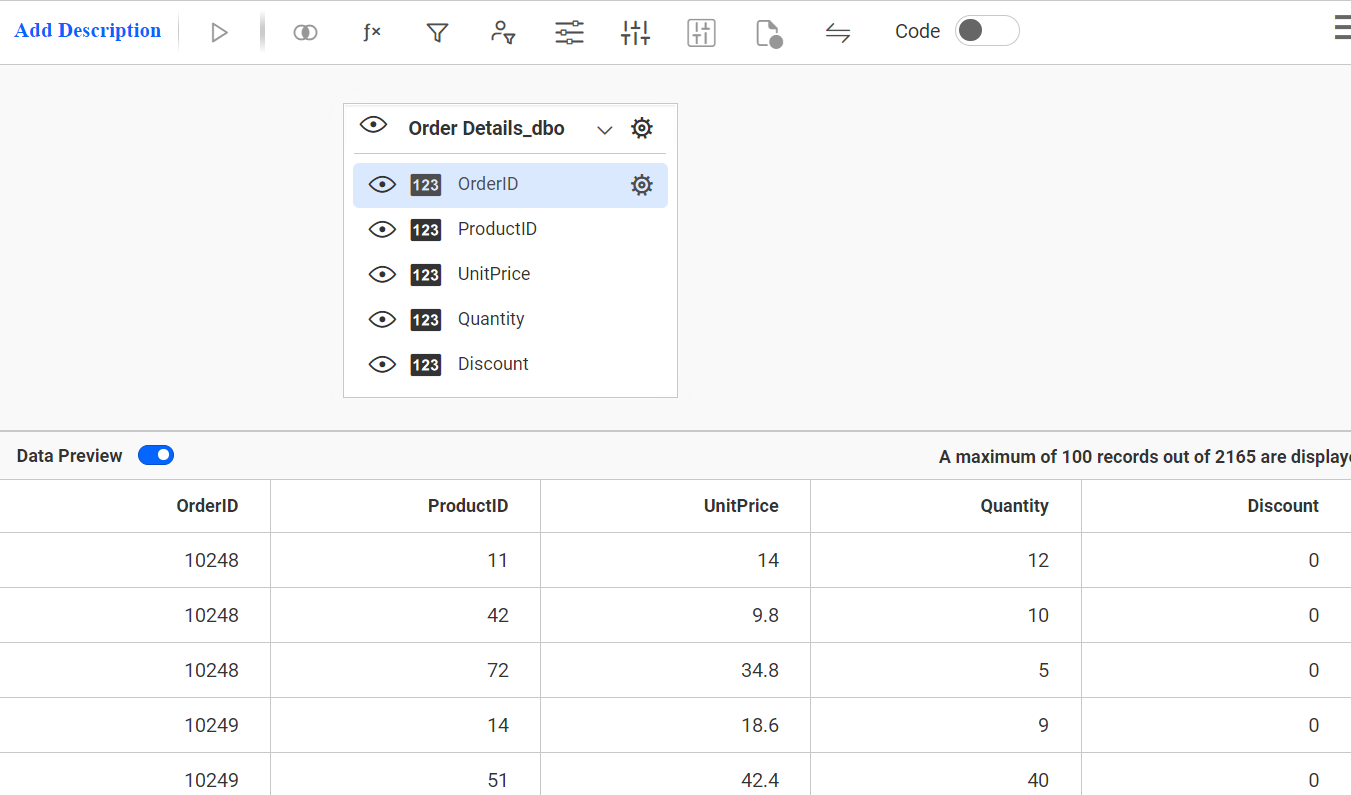 Add Description ƒx Code
Order Details_dbo
123 OrderID
123 ProductID
123 UnitPrice
123 Quantity
123 Discount
Data Preview A maximum of 100 records out of 2165 are displaye
OrderID ProductID UnitPrice Quantity Discount
10248 11 14 12 0
10248 42 9.8 10 0
10248 72 34.8 5 0
10249 14 18.6 9 0
10249 51 42.4 40 0